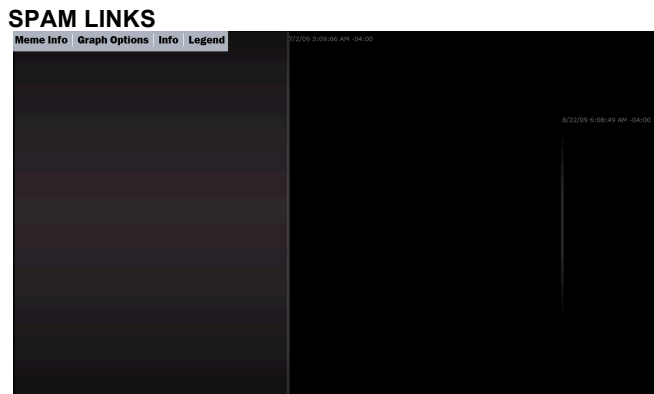 SPAM LINKS
Meme Info Graph Options Info Legend
7/2/09 3:09:06 AM -04:00
8/22/09 6:08:49 AM -04:00